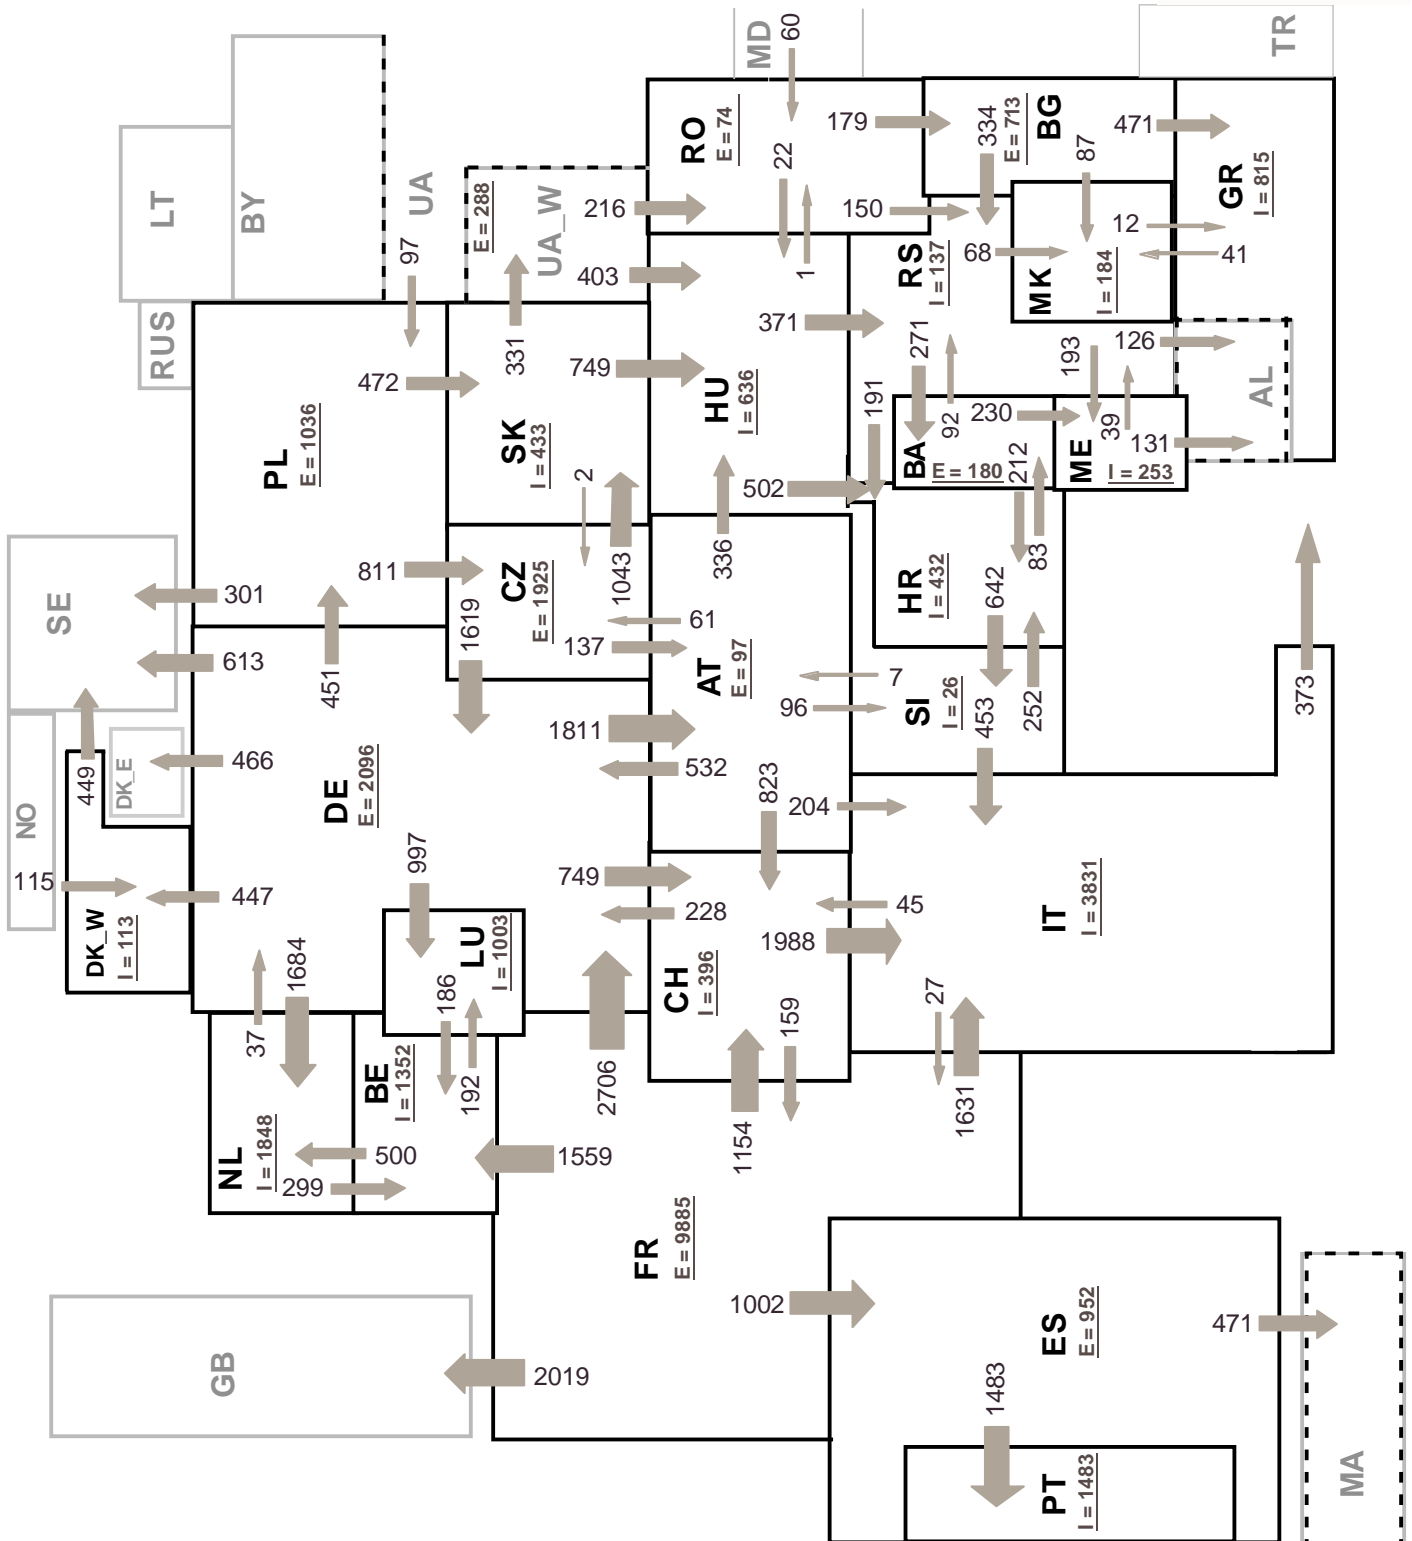 MD
60
TR
RO
E = 74
179
334
E = 713
BG
471
22
87
GR
I = 815
LT
BY
UA
97
E = 288
UA_W
216
150
12
RS
I = 137
68
41
MK
I = 184
403
1
RUS
331
371
271
193
126
472
749
HU
I = 636
191
92
230
39
AL
PL
E = 1036
SK
I = 433
BA
E = 180
212
131
ME
I = 253
2
502
336
1043
83
SE
301
811
CZ
E = 1925
HR
I = 432
642
1619
61
137
613
451
AT
E = 97
7
96
SI
I = 26
453
252
373
1811
449
DK_E
466
532
DE
E = 2096
823
204
NO
997
749
115
447
228
45
DK_W
I = 113
1684
LU
I = 1003
1988
IT
I = 3831
CH
I = 396
186
37
159
27
BE
I = 1352
192
2706
1154
1631
NL
I = 1848
500
299
1559
FR
E = 9885
1002
ES
E = 952
471
GB
2019
1483
PT
I = 1483
MA